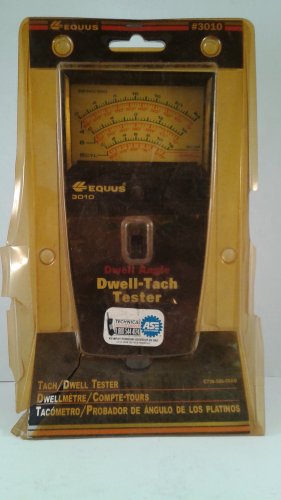 EQUUS
#3010
EQUUS
3010
Dwell Angle
Dwell-Tach
Tester
TECHNICAL
ASE
TACH/DWELL TESTER
DWELLMÈTRE/COMPTE-TOURS
TACÓMETRO/PROBADOR DE ÁNGULO DE LOS PLATINOS